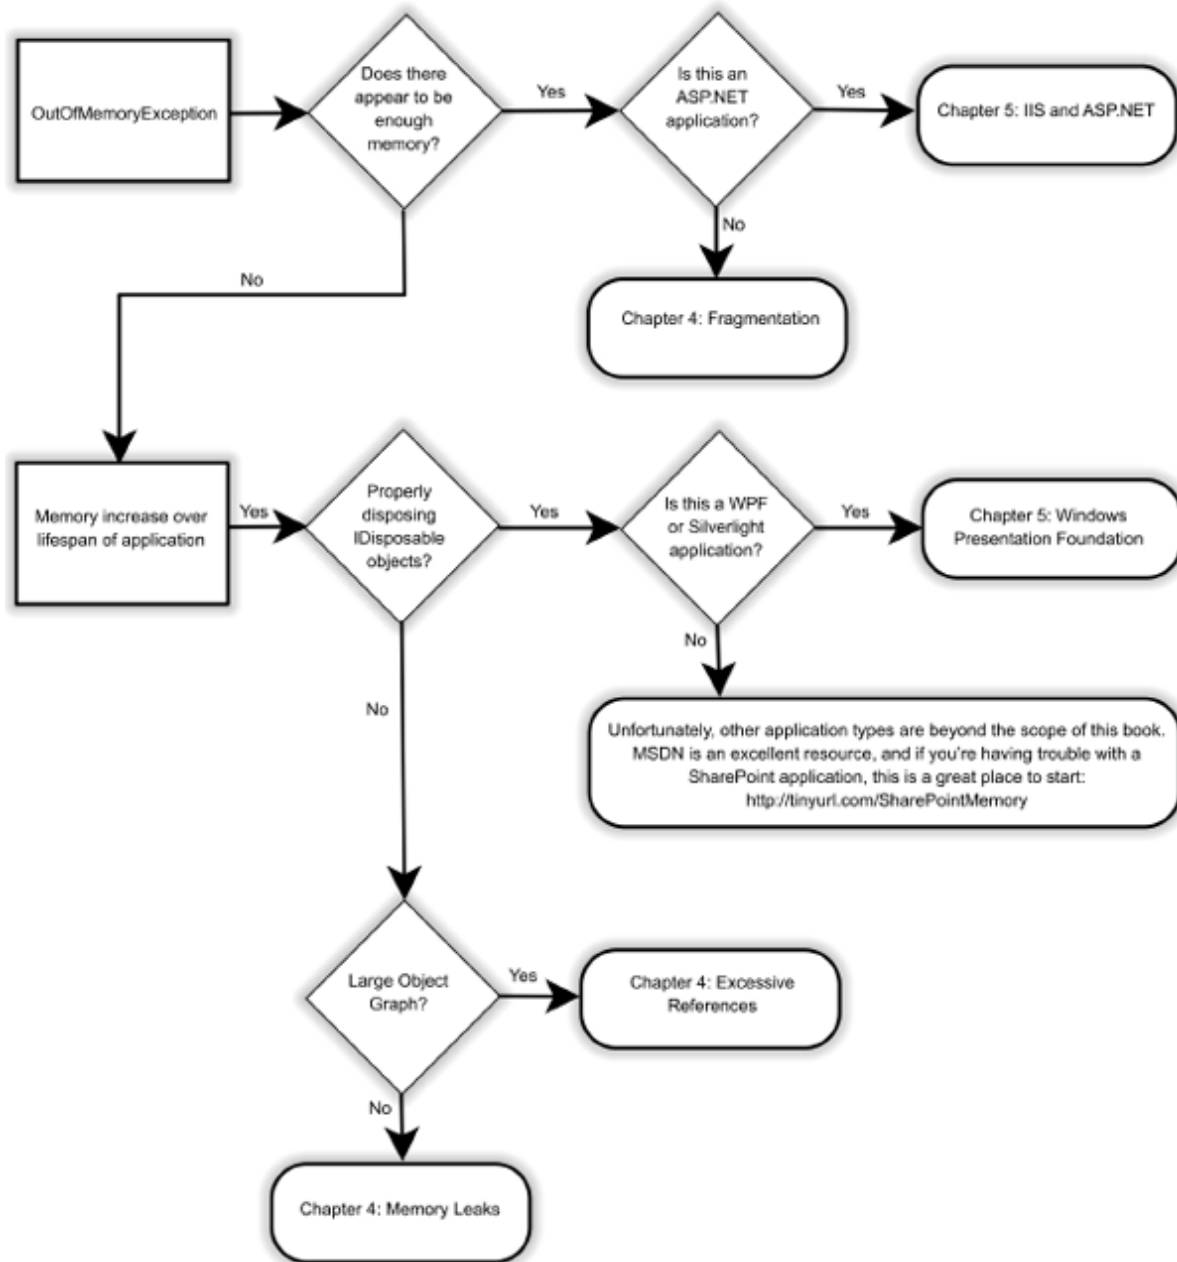 OutOfMemoryException
Does there
appear to be
enough
memory?
Yes
Is this an
ASP.NET
application?
Yes
Chapter 5: IIS and ASP.NET
No
No
Chapter 4: Fragmentation
Memory increase over
lifespan of application
Yes
Properly
disposing
IDisposable
objects?
Yes
Is this a WPF
or Silverlight
application?
Yes
Chapter 5: Windows
Presentation Foundation
No
No
Unfortunately, other application types are beyond the scope of this book.
MSDN is an excellent resource, and if you're having trouble with a
SharePoint application, this is a great place to start:
http://tinyurl.com/SharePointMemory
Large Object
Graph?
Yes
Chapter 4: Excessive
References
No
Chapter 4: Memory Leaks